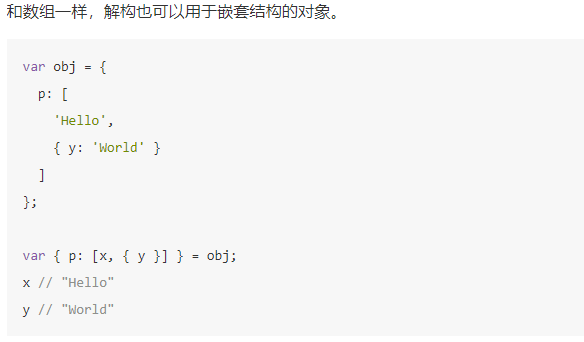 和数组一样，解构也可以用于嵌套结构的对象。
var obj = {
  p: [
    'Hello',
    { y: 'World' }
  ]
};

var { p: [x, { y }] } = obj;
x // "Hello"
y // "World"